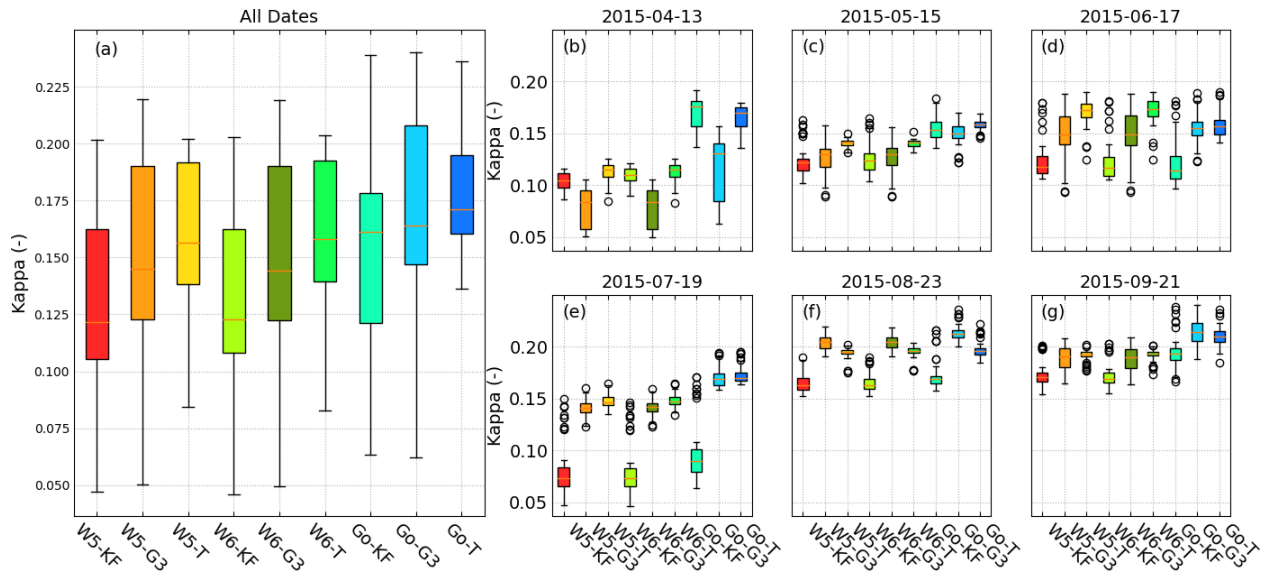 All Dates
(a)
Kappa (-)
0.225
0.200
0.175
0.150
0.125
0.100
0.075
0.050
W5-KF
W5-G3
W5-T
W6-KF
W6-G3
W6-T
Go-KF
Go-G3
Go-T
2015-04-13
(b)
Kappa (-)
0.20
0.15
0.10
0.05
2015-05-15
(c)
2015-06-17
(d)
2015-07-19
(e)
Kappa (-)
0.20
0.15
0.10
0.05
W5-KF
W5-G3
W5-T
W6-KF
W6-G3
W6-T
Go-KF
Go-G3
Go-T
2015-08-23
(f)
W5-KF
W5-G3
W5-T
W6-KF
W6-G3
W6-T
Go-KF
Go-G3
Go-T
2015-09-21
(g)
W5-KF
W5-G3
W5-T
W6-KF
W6-G3
W6-T
Go-KF
Go-G3
Go-T